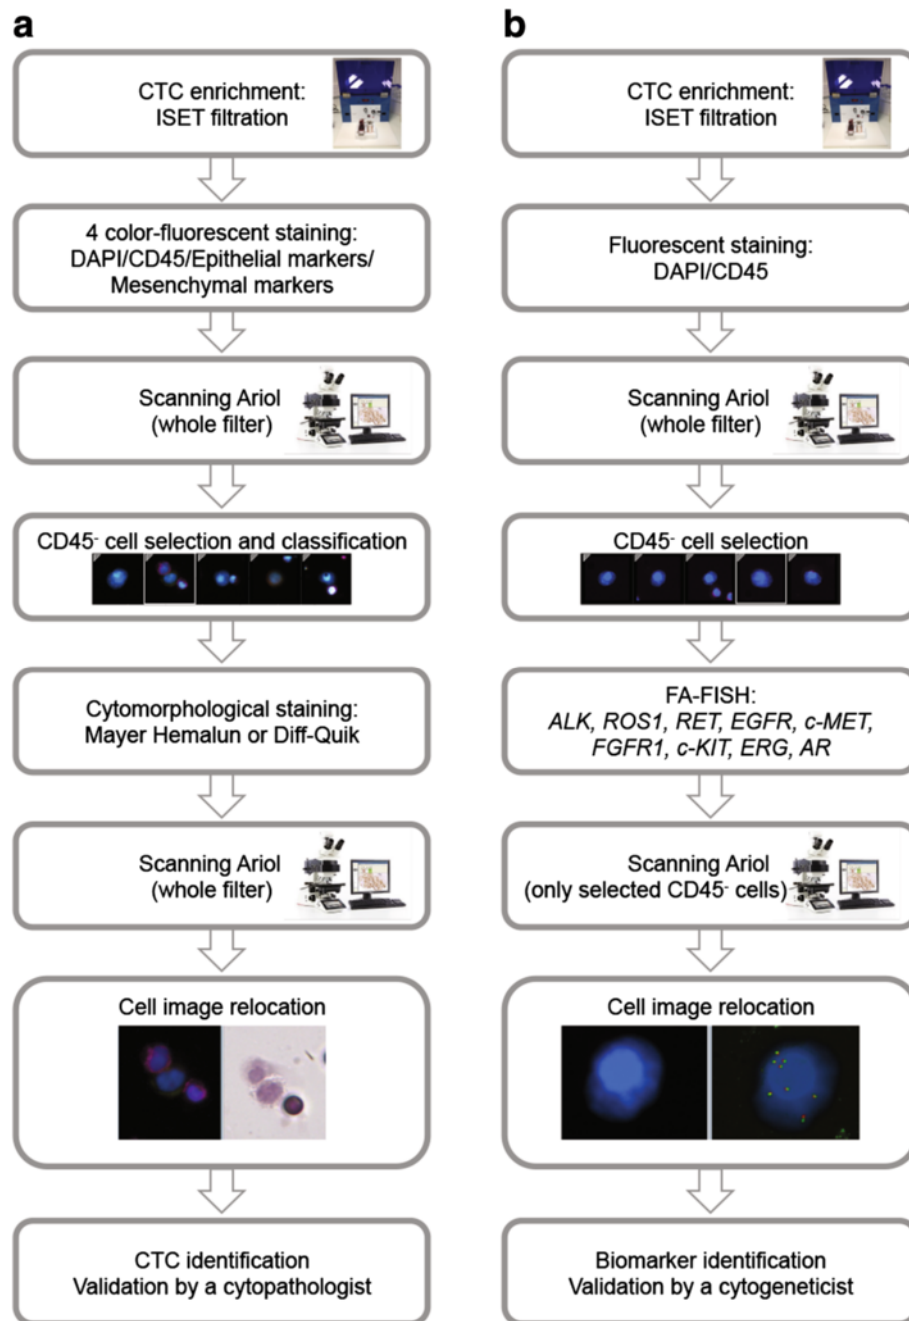 a
CTC enrichment:
ISET filtration
4 color-fluorescent staining:
DAPI/CD45/Epithelial markers/
Mesenchymal markers
Scanning Ariol
(whole filter)
CD45⁻ cell selection and classification
Cytomorphological staining:
Mayer Hemalun or Diff-Quik
Scanning Ariol
(whole filter)
Cell image relocation
CTC identification
Validation by a cytopathologist
b
CTC enrichment:
ISET filtration
Fluorescent staining:
DAPI/CD45
Scanning Ariol
(whole filter)
CD45⁻ cell selection
FA-FISH:
ALK, ROS1, RET, EGFR, c-MET,
FGFR1, c-KIT, ERG, AR
Scanning Ariol
(only selected CD45⁻ cells)
Cell image relocation
Biomarker identification
Validation by a cytogeneticist